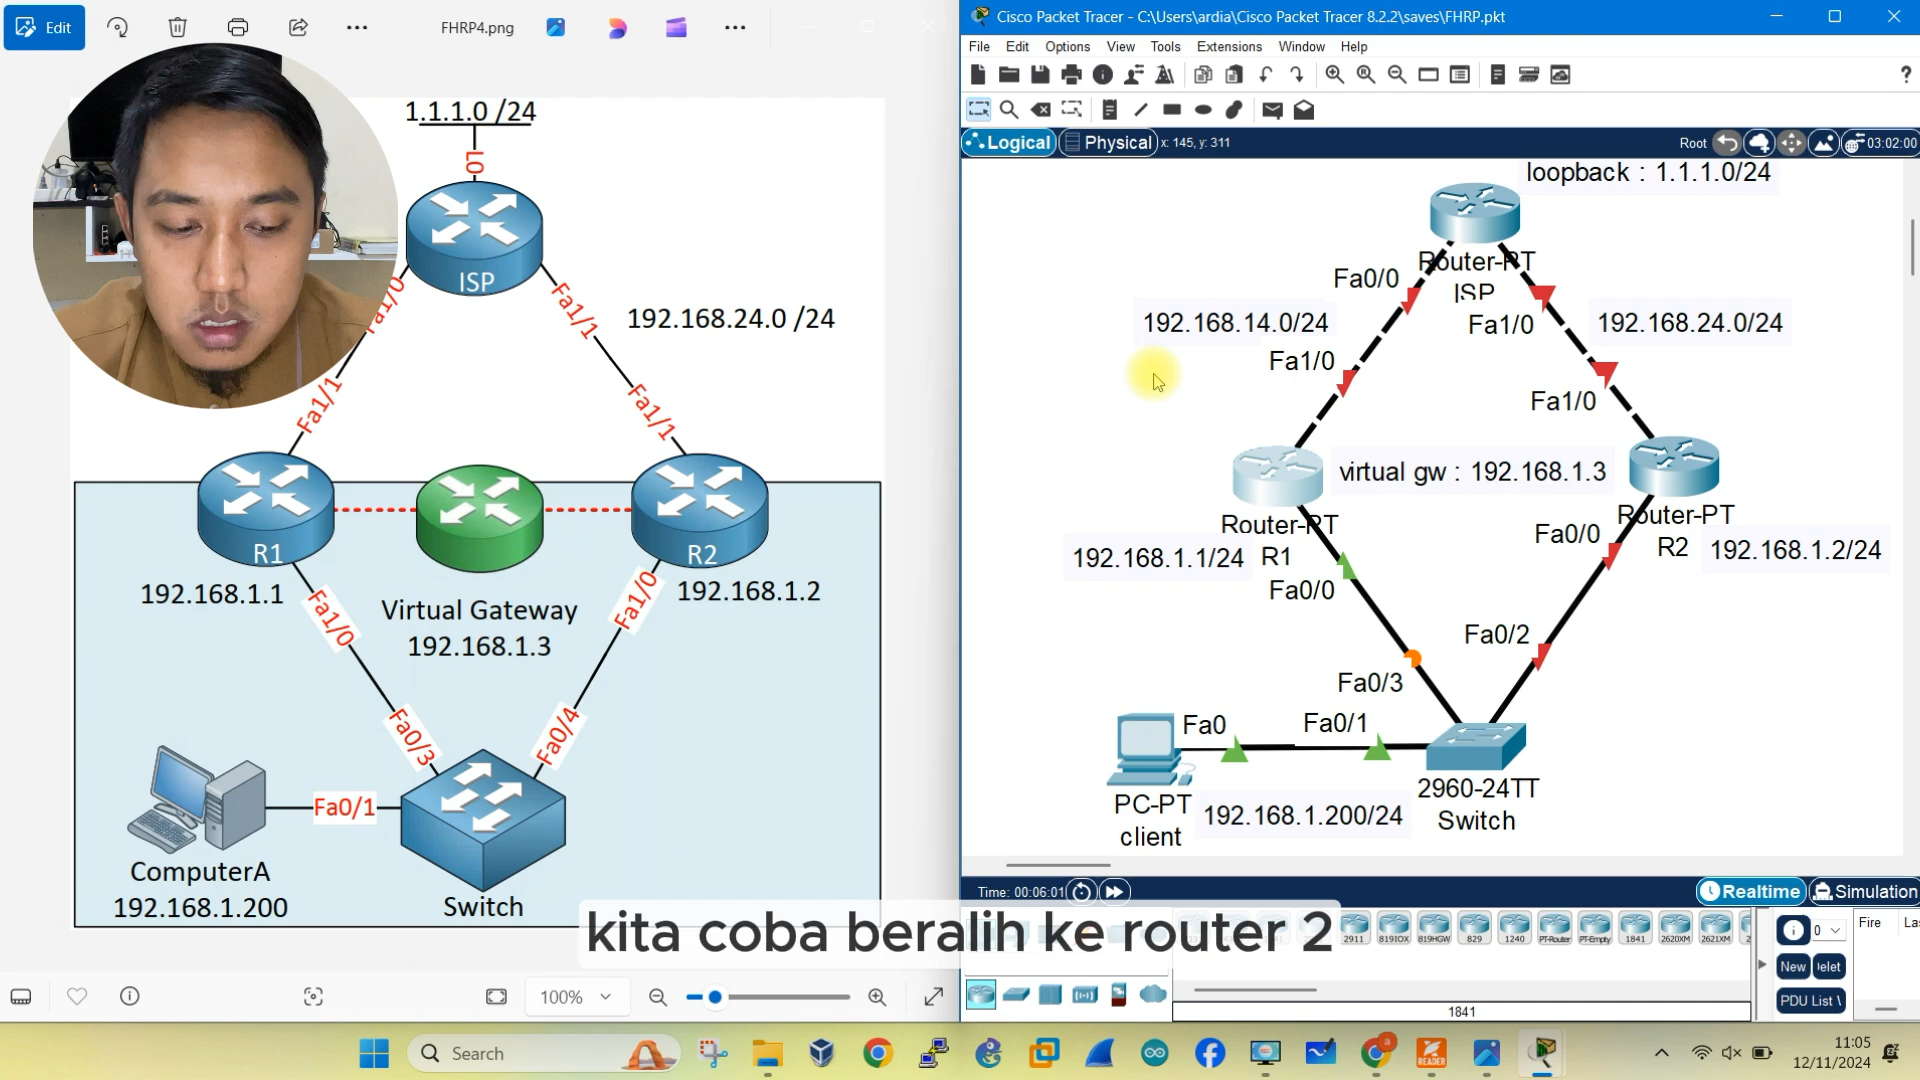 Edit
FHRP4.png
1.1.1.0 /24
L0
ISP
Fa1/0
Fa1/1
192.168.24.0 /24
Fa1/1
Fa1/1
R1
R2
192.168.1.1
192.168.1.2
Virtual Gateway
192.168.1.3
Fa1/0
Fa1/0
Fa0/3
Fa0/4
Fa0/1
ComputerA
192.168.1.200
Switch
100%
Cisco Packet Tracer - C:\Users\ardia\Cisco Packet Tracer 8.2.2\saves\FHRP.pkt
File Edit Options View Tools Extensions Window Help
Logical Physical x: 145, y: 311
Root 03:02:00
loopback : 1.1.1.0/24
Router-PT
ISP
Fa0/0
Fa1/0
192.168.14.0/24
192.168.24.0/24
Fa1/0
Fa1/0
virtual gw : 192.168.1.3
Router-PT
R1
192.168.1.1/24
Fa0/0
Router-PT
R2
192.168.1.2/24
Fa0/0
Fa0/2
Fa0/3
Fa0
Fa0/1
PC-PT
client
192.168.1.200/24
2960-24TT
Switch
Time: 00:06:01
Realtime Simulation
kita coba beralih ke router 2
2911 819IOX 819HGW 829 1240 PT-Router PT-Empty 1841 2620XM 2621XM
1841
0
New
PDU List
Fire
Search
READER
11:05
12/11/2024